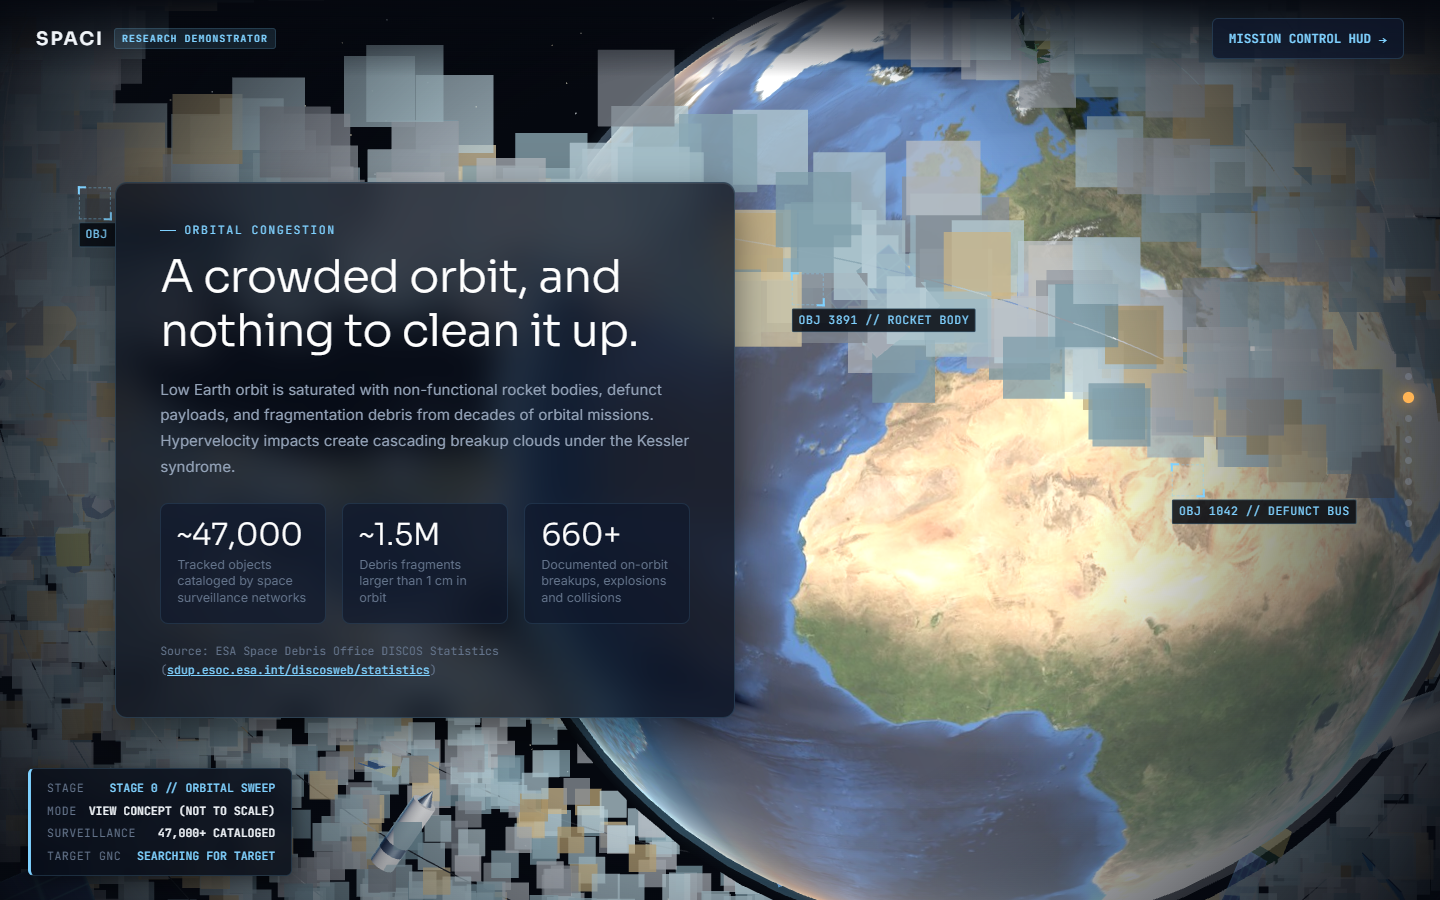 SPACI
RESEARCH DEMONSTRATOR
MISSION CONTROL HUD →
OBJ
ORBITAL CONGESTION
A crowded orbit, and
nothing to clean it up.
Low Earth orbit is saturated with non-functional rocket bodies, defunct
payloads, and fragmentation debris from decades of orbital missions.
Hypervelocity impacts create cascading breakup clouds under the Kessler
syndrome.
~47,000
Tracked objects
cataloged by space
surveillance networks
~1.5M
Debris fragments
larger than 1 cm in
orbit
660+
Documented on-orbit
breakups, explosions
and collisions
Source: ESA Space Debris Office DISCOS Statistics
(sdup.esoc.esa.int/discosweb/statistics)
OBJ 3891 // ROCKET BODY
OBJ 1042 // DEFUNCT BUS
STAGE STAGE 0 // ORBITAL SWEEP
MODE VIEW CONCEPT (NOT TO SCALE)
SURVEILLANCE 47,000+ CATALOGED
TARGET GNC SEARCHING FOR TARGET